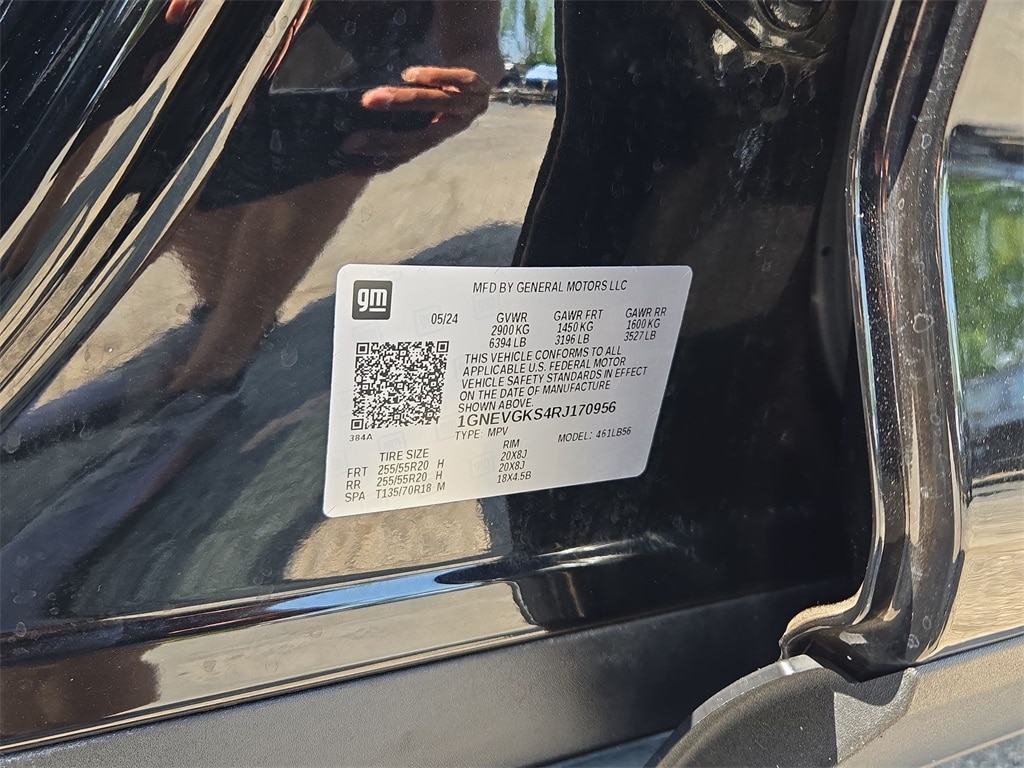 gm
MFD BY GENERAL MOTORS LLC
05/24
GVWR GAWR FRT GAWR RR
2900 KG 1450 KG 1600 KG
6394 LB 3196 LB 3527 LB
THIS VEHICLE CONFORMS TO ALL
APPLICABLE U.S. FEDERAL MOTOR
VEHICLE SAFETY STANDARDS IN EFFECT
ON THE DATE OF MANUFACTURE
SHOWN ABOVE.
1GNEVGKS4RJ170956
384A
TYPE: MPV MODEL: 461LB56
TIRE SIZE RIM
FRT 255/55R20 H 20X8J
RR 255/55R20 H 20X8J
SPA T135/70R18 M 18X4.5B